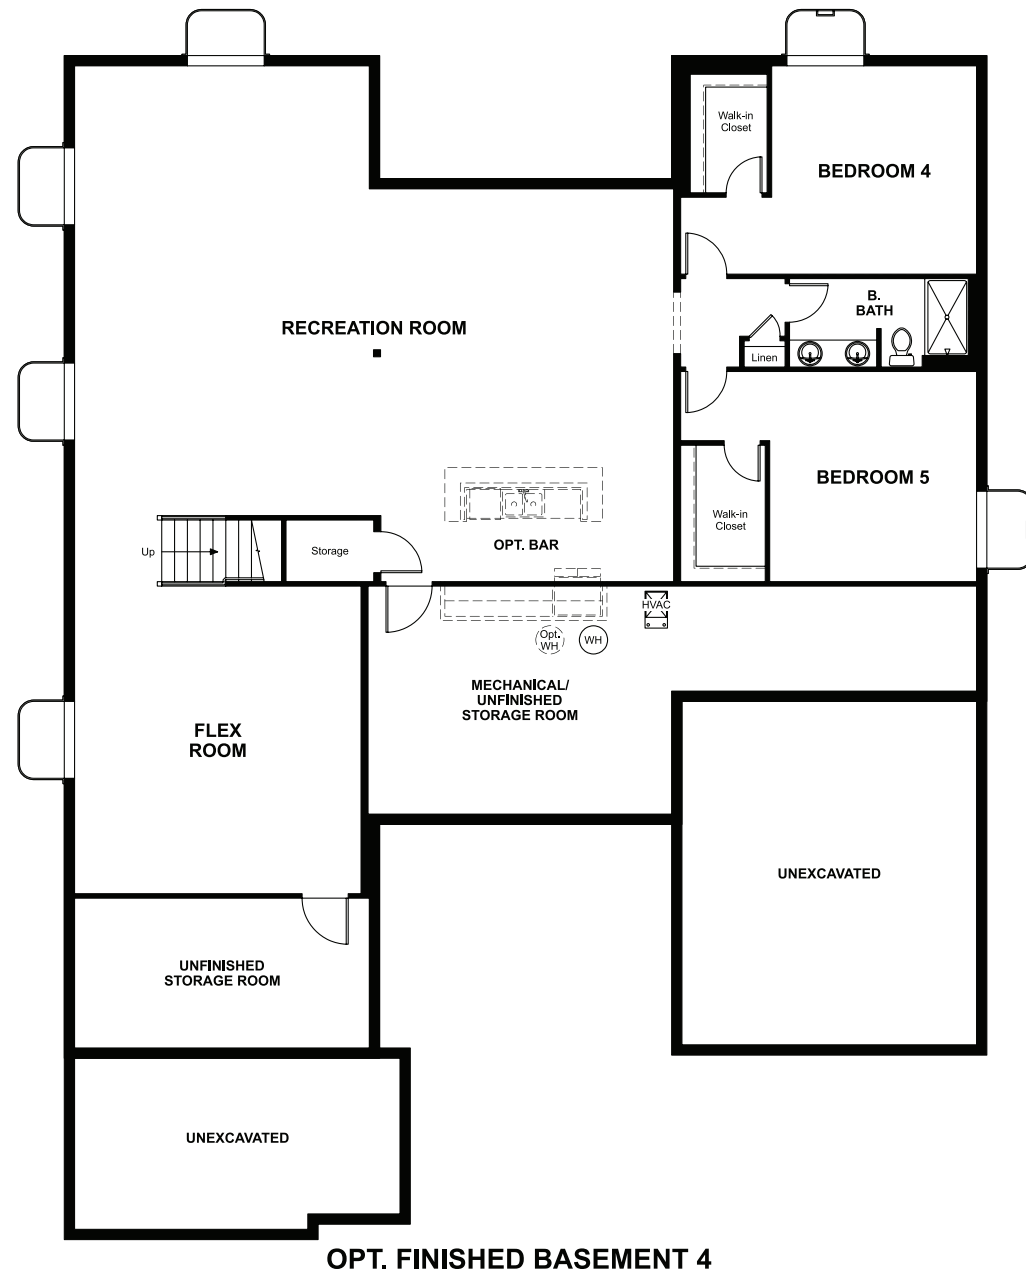 Walk-in
Closet
BEDROOM 4
B.
BATH
RECREATION ROOM
Linen
BEDROOM 5
Walk-in
Closet
OPT. BAR
Up
Storage
HVAC
Opt.
WH
WH
MECHANICAL/
UNFINISHED
STORAGE ROOM
FLEX
ROOM
UNEXCAVATED
UNFINISHED
STORAGE ROOM
UNEXCAVATED
OPT. FINISHED BASEMENT 4